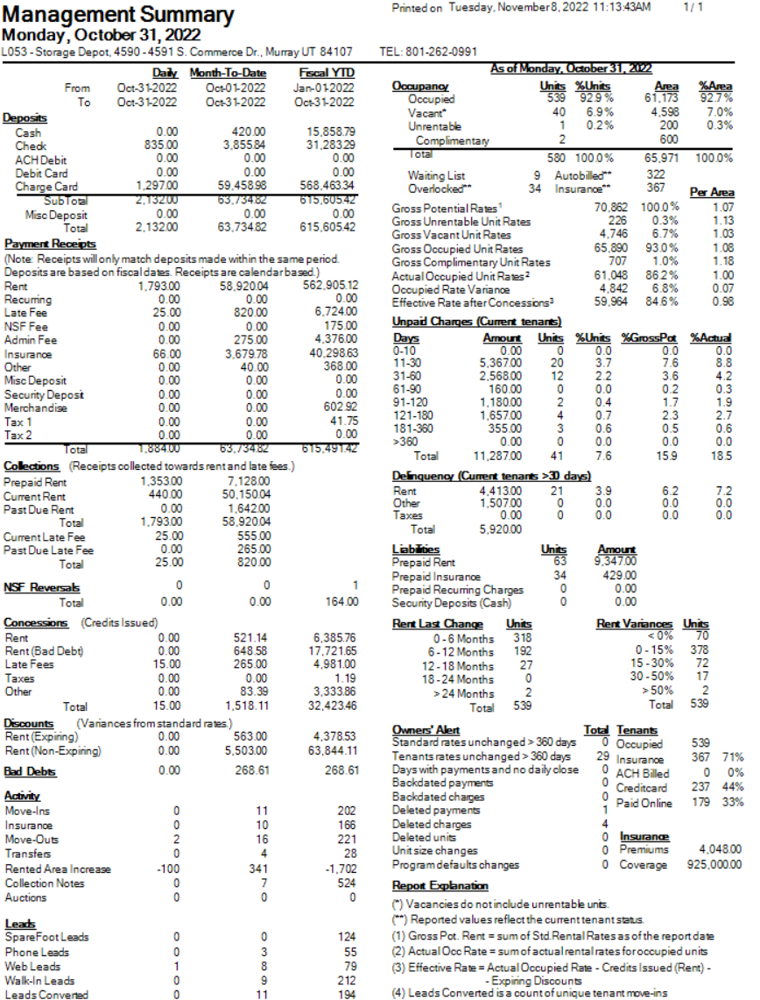 Management Summary
Monday, October 31, 2022
Printed on Tuesday, November 8, 2022 11:13:43AM 1 / 1
L053 - Storage Depot, 4590 - 4591 S. Commerce Dr., Murray UT 84107 TEL: 801-262-0991
Daily Month-To-Date Fiscal YTD
From Oct-31-2022 Oct-01-2022 Jan-01-2022
To Oct-31-2022 Oct-31-2022 Oct-31-2022
Deposits
Cash 0.00 420.00 15,858.79
Check 835.00 3,855.84 31,283.29
ACH Debit 0.00 0.00 0.00
Debit Card 0.00 0.00 0.00
Charge Card 1,297.00 59,458.98 568,463.34
SubTotal 2,132.00 63,734.82 615,605.42
Misc Deposit 0.00 0.00 0.00
Total 2,132.00 63,734.82 615,605.42
Payment Receipts
(Note: Receipts will only match deposits made within the same period.
Deposits are based on fiscal dates. Receipts are calendar based.)
Rent 1,793.00 58,920.04 562,905.12
Recurring 0.00 0.00 0.00
Late Fee 25.00 820.00 6,724.00
NSF Fee 0.00 0.00 175.00
Admin Fee 0.00 275.00 4,376.00
Insurance 66.00 3,679.78 40,298.63
Other 0.00 40.00 368.00
Misc Deposit 0.00 0.00 0.00
Security Deposit 0.00 0.00 0.00
Merchandise 0.00 0.00 602.92
Tax 1 0.00 0.00 41.75
Tax 2 0.00 0.00 0.00
Total 1,884.00 63,734.82 615,491.42
Collections (Receipts collected towards rent and late fees.)
Prepaid Rent 1,353.00 7,128.00
Current Rent 440.00 50,150.04
Past Due Rent 0.00 1,642.00
Total 1,793.00 58,920.04
Current Late Fee 25.00 555.00
Past Due Late Fee 0.00 265.00
Total 25.00 820.00
NSF Reversals 0 0 1
Total 0.00 0.00 164.00
Concessions (Credits Issued)
Rent 0.00 521.14 6,385.76
Rent (Bad Debt) 0.00 648.58 17,721.65
Late Fees 15.00 265.00 4,981.00
Taxes 0.00 0.00 1.19
Other 0.00 83.39 3,333.86
Total 15.00 1,518.11 32,423.46
Discounts (Variances from standard rates.)
Rent (Expiring) 0.00 563.00 4,378.53
Rent (Non-Expiring) 0.00 5,503.00 63,844.11
Bad Debts 0.00 268.61 268.61
Activity
Move-Ins 0 11 202
Insurance 0 10 166
Move-Outs 2 16 221
Transfers 0 4 28
Rented Area Increase -100 341 -1,702
Collection Notes 0 7 524
Auctions 0 0 0
Leads
SpareFoot Leads 0 0 124
Phone Leads 0 3 55
Web Leads 1 8 79
Walk-In Leads 0 9 212
Leads Converted 0 11 194
As of Monday, October 31, 2022
Occupancy Units %Units Area %Area
Occupied 539 92.9 % 61,173 92.7%
Vacant* 40 6.9% 4,598 7.0%
Unrentable 1 0.2% 200 0.3%
Complimentary 2 600
Total 580 100.0% 65,971 100.0%
Waiting List 9 Autobilled** 322
Overlocked** 34 Insurance** 367 Per Area
Gross Potential Rates¹ 70,862 100.0 % 1.07
Gross Unrentable Unit Rates 226 0.3% 1.13
Gross Vacant Unit Rates 4,746 6.7% 1.03
Gross Occupied Unit Rates 65,890 93.0% 1.08
Gross Complimentary Unit Rates 707 1.0% 1.18
Actual Occupied Unit Rates² 61,048 86.2% 1.00
Occupied Rate Variance 4,842 6.8% 0.07
Effective Rate after Concessions³ 59,964 84.6% 0.98
Unpaid Charges (Current tenants)
Days Amount Units %Units %GrossPot %Actual
0-10 0.00 0 0.0 0.0 0.0
11-30 5,367.00 20 3.7 7.6 8.8
31-60 2,568.00 12 2.2 3.6 4.2
61-90 160.00 0 0.0 0.2 0.3
91-120 1,180.00 2 0.4 1.7 1.9
121-180 1,657.00 4 0.7 2.3 2.7
181-360 355.00 3 0.6 0.5 0.6
>360 0.00 0 0.0 0.0 0.0
Total 11,287.00 41 7.6 15.9 18.5
Delinquency (Current tenants >30 days)
Rent 4,413.00 21 3.9 6.2 7.2
Other 1,507.00 0 0.0 0.0 0.0
Taxes 0.00 0 0.0 0.0 0.0
Total 5,920.00
Liabilities Units Amount
Prepaid Rent 63 9,347.00
Prepaid Insurance 34 429.00
Prepaid Recurring Charges 0 0.00
Security Deposits (Cash) 0 0.00
Rent Last Change Units Rent Variances Units
0 - 6 Months 318 < 0% 70
6 - 12 Months 192 0 - 15% 378
12 - 18 Months 27 15 - 30% 72
18 - 24 Months 0 30 - 50% 17
> 24 Months 2 > 50% 2
Total 539 Total 539
Owners' Alert Total Tenants
Standard rates unchanged > 360 days 0 Occupied 539
Tenants rates unchanged > 360 days 29 Insurance 367 71%
Days with payments and no daily close 0 ACH Billed 0 0%
Backdated payments 0 Creditcard 237 44%
Backdated charges 0 Paid Online 179 33%
Deleted payments 1
Deleted charges 4
Deleted units 0 Insurance
Unit size changes 0 Premiums 4,048.00
Program defaults changes 0 Coverage 925,000.00
Report Explanation
(*) Vacancies do not include unrentable units.
(**) Reported values reflect the current tenant status.
(1) Gross Pot. Rent = sum of Std.Rental Rates as of the report date
(2) Actual Occ Rate = sum of actual rental rates for occupied units
(3) Effective Rate = Actual Occupied Rate - Credits Issued (Rent) -
- Expiring Discounts
(4) Leads Converted is a count of unique tenant move-ins